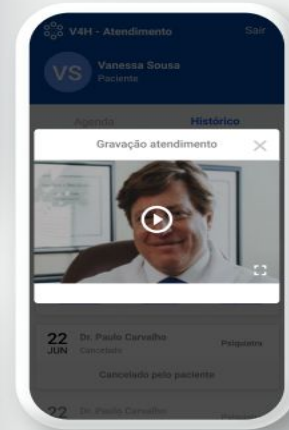 V4H - Atendimento Sair
VS Vanessa Sousa
Paciente
Agenda Histórico
Gravação atendimento
22 Dr. Paulo Carvalho Psiquiatra
JUN Cancelado
Cancelado pelo paciente
22 Dr. Paulo Carvalho